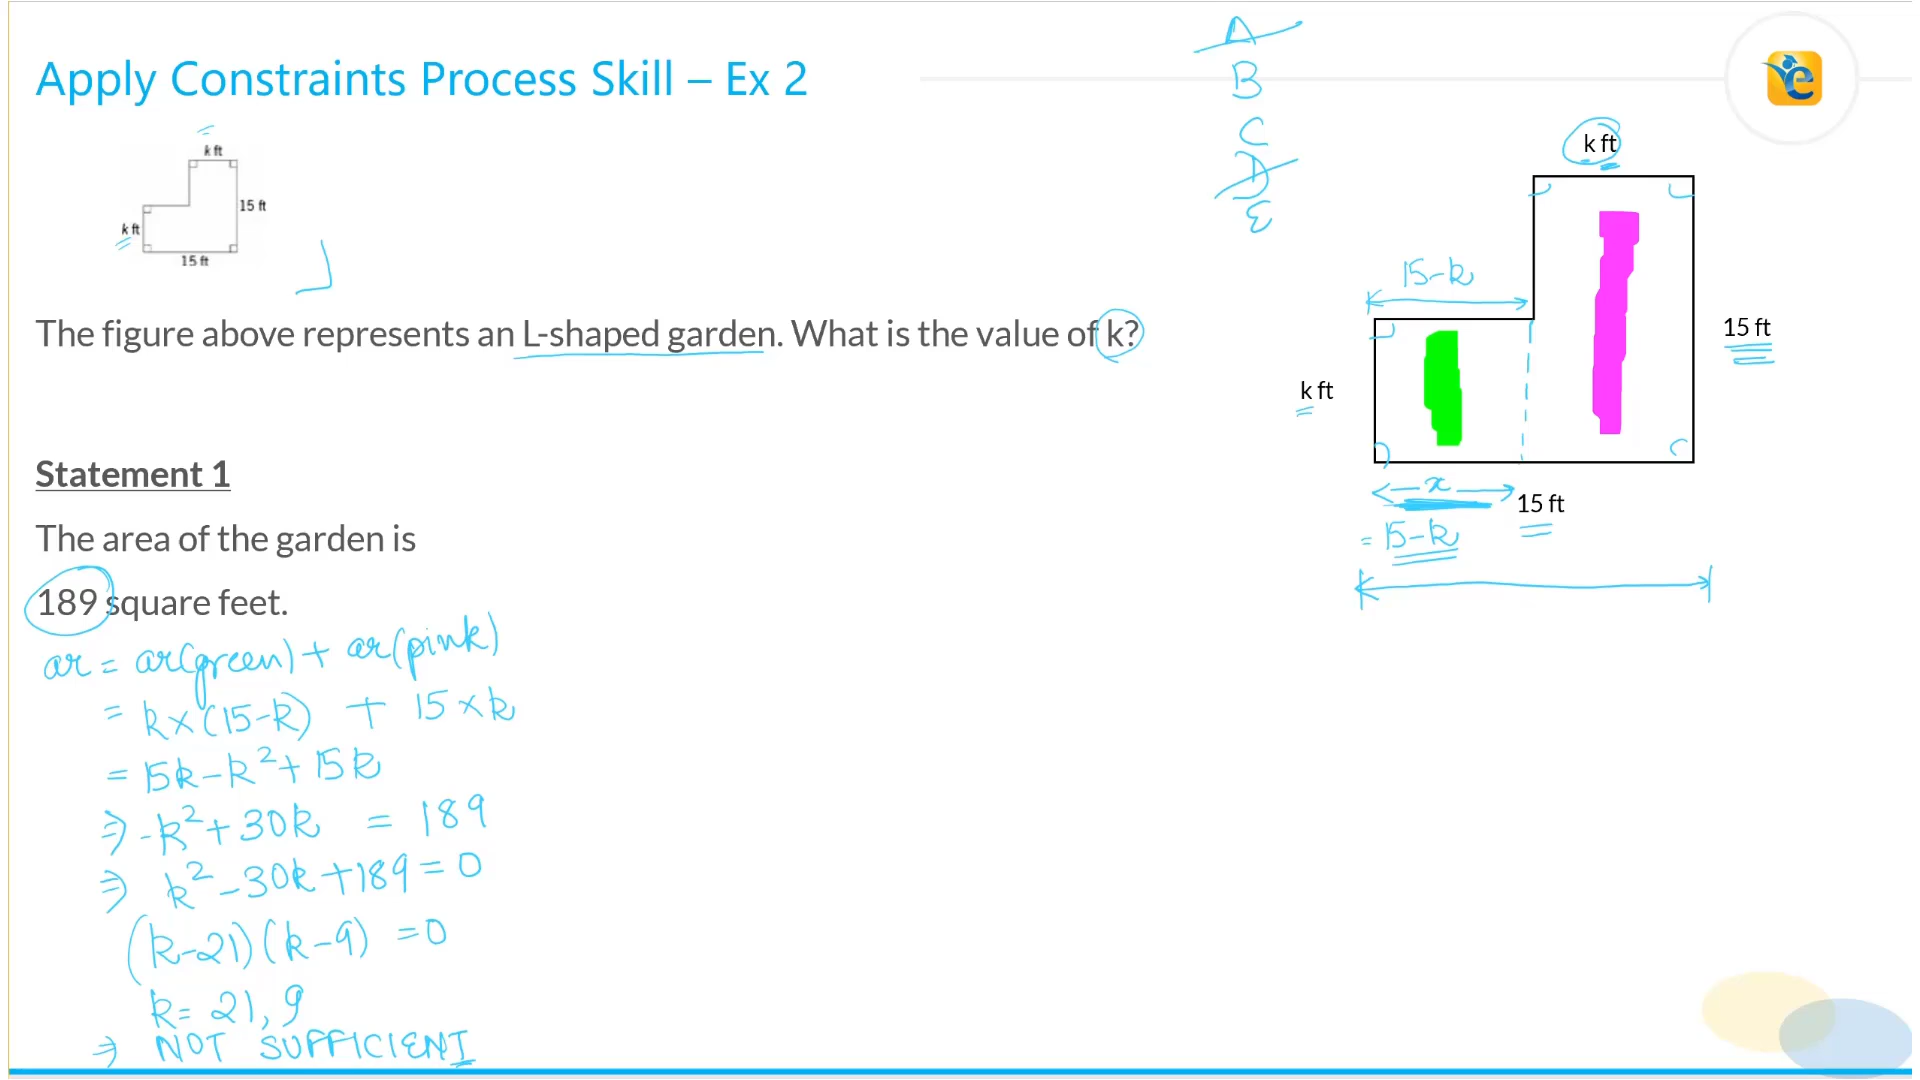 Apply Constraints Process Skill – Ex 2
A
B
C
D
E
k ft
15 ft
k ft
15 ft
k ft
15-k
15 ft
k ft
x
15 ft
= 15-k
The figure above represents an L-shaped garden. What is the value of k?
Statement 1
The area of the garden is
189 square feet.
ar = ar(green) + ar(pink)
= k×(15-k) + 15×k
= 15k-k²+15k
⇒ -k²+30k = 189
⇒ k²-30k+189=0
(k-21)(k-9) =0
k= 21, 9
⇒ NOT SUFFICIENT
e